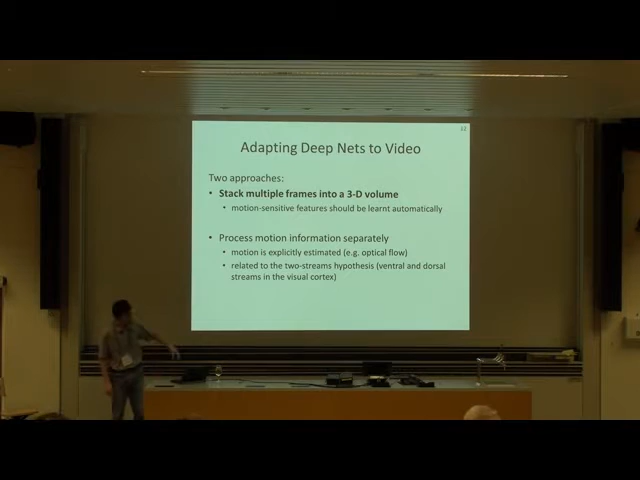 Adapting Deep Nets to Video
Two approaches:
• Stack multiple frames into a 3-D volume
• motion-sensitive features should be learnt automatically
• Process motion information separately
• motion is explicitly estimated (e.g. optical flow)
• related to the two-streams hypothesis (ventral and dorsal
streams in the visual cortex)